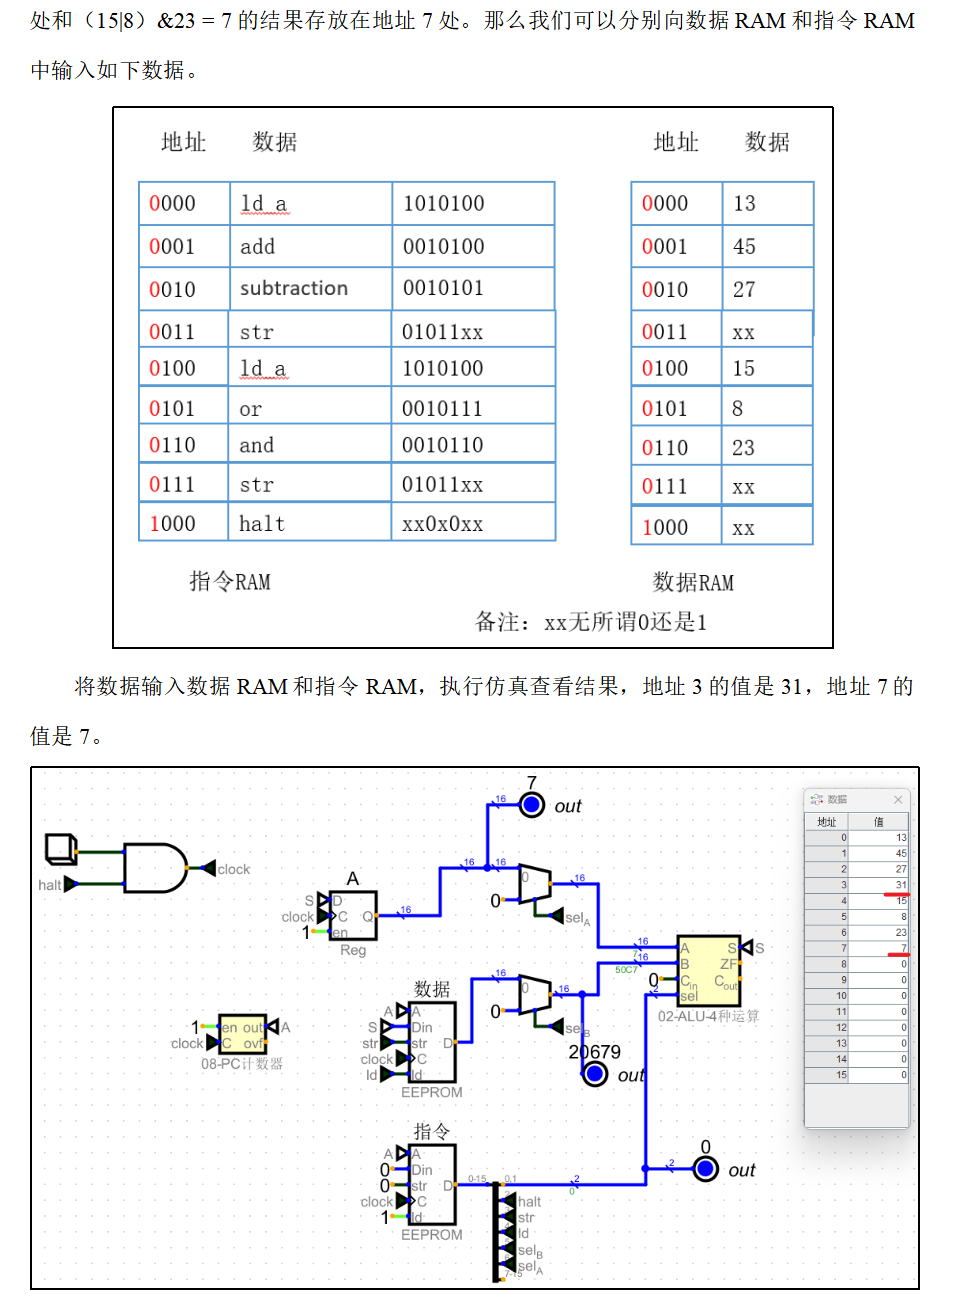 处和（15|8）&23 = 7 的结果存放在地址 7 处。那么我们可以分别向数据 RAM 和指令 RAM
中输入如下数据。
地址 数据
0000 ld_a 1010100
0001 add 0010100
0010 subtraction 0010101
0011 str 01011xx
0100 ld_a 1010100
0101 or 0010111
0110 and 0010110
0111 str 01011xx
1000 halt xx0x0xx
指令RAM
地址 数据
0000 13
0001 45
0010 27
0011 xx
0100 15
0101 8
0110 23
0111 xx
1000 xx
数据RAM
备注：xx无所谓0还是1
将数据输入数据 RAM 和指令 RAM，执行仿真查看结果，地址 3 的值是 31，地址 7 的
值是 7。
7
16 out
halt clock
A
S D
clock C Q 16
1 en
Reg
16 16
0
0 16
selA
数据
A A
S Din
str str D
clock C
ld ld
EEPROM
16
0
0 16
selB
20679
out
1 en out A
clock C ovf
08-PC计数器
16
7
16
50C7
0
2
A S S
B ZF
Cin Cout
sel
02-ALU-4种运算
指令
A A
0 Din
0 str D
clock C
1 ld
EEPROM
0-15 0,1 2
0
halt
str
ld
selB
selA
7-15
0
2 out
数据
地址 值
0 13
1 45
2 27
3 31
4 15
5 8
6 23
7 7
8 0
9 0
10 0
11 0
12 0
13 0
14 0
15 0